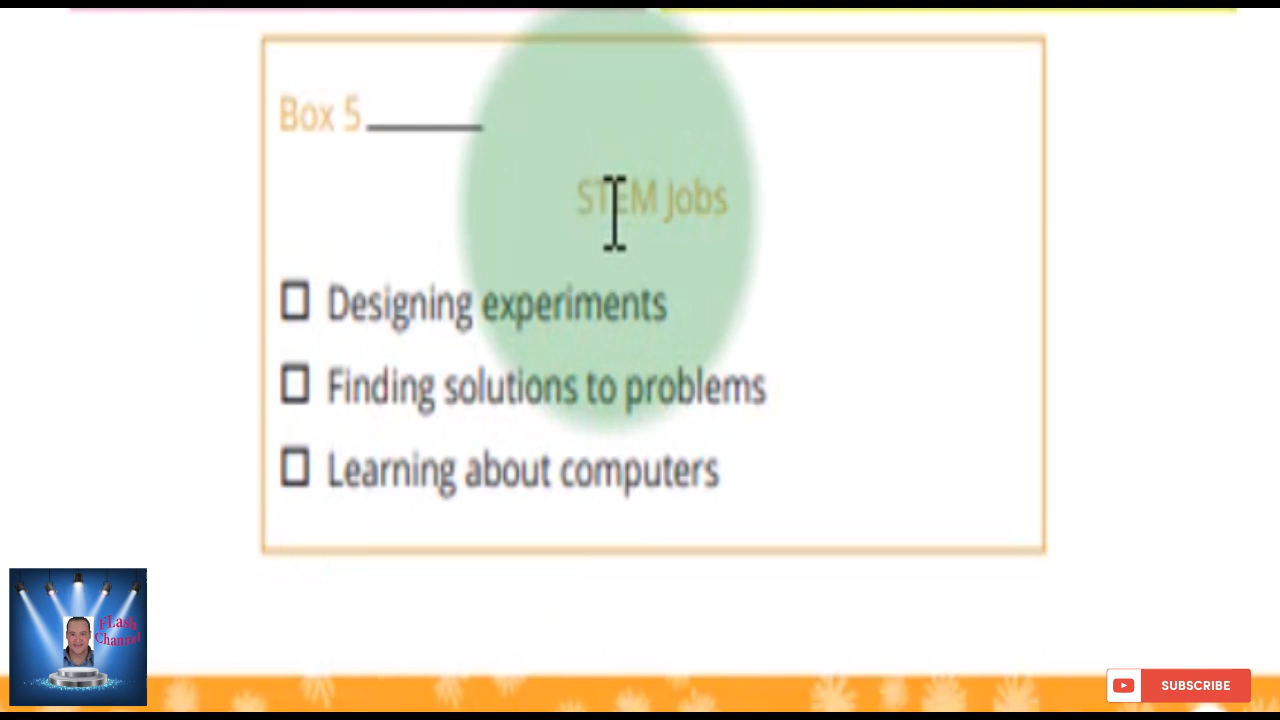 Box 5
STEM Jobs
Designing experiments
Finding solutions to problems
Learning about computers
FLash
Channel
SUBSCRIBE